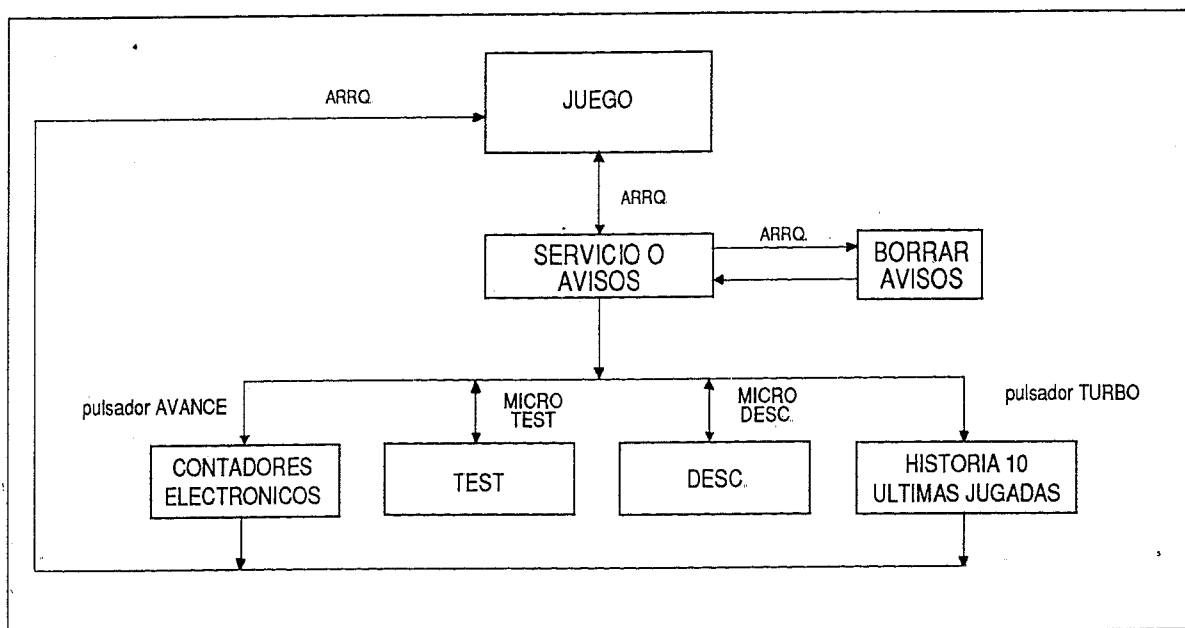 ARRQ.
JUEGO
ARRQ.
SERVICIO O
AVISOS
ARRQ.
BORRAR
AVISOS
pulsador AVANCE
MICRO
TEST
MICRO
DESC.
pulsador TURBO
CONTADORES
ELECTRONICOS
TEST
DESC.
HISTORIA 10
ULTIMAS JUGADAS